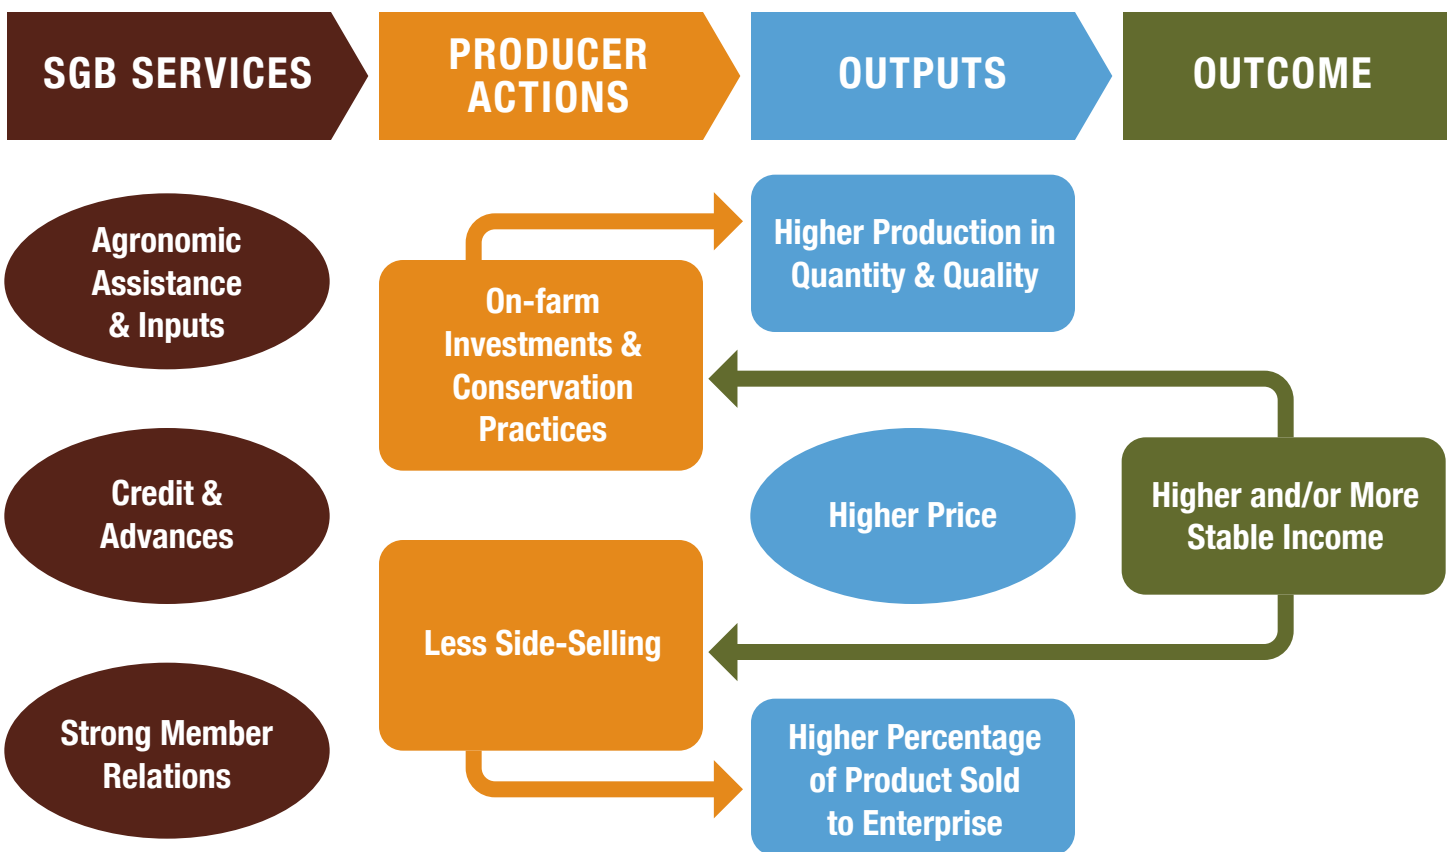 SGB SERVICES
PRODUCER
ACTIONS
OUTPUTS
OUTCOME
Agronomic
Assistance
& Inputs
Credit &
Advances
Strong Member
Relations
On-farm
Investments &
Conservation
Practices
Less Side-Selling
Higher Production in
Quantity & Quality
Higher Price
Higher Percentage
of Product Sold
to Enterprise
Higher and/or More
Stable Income